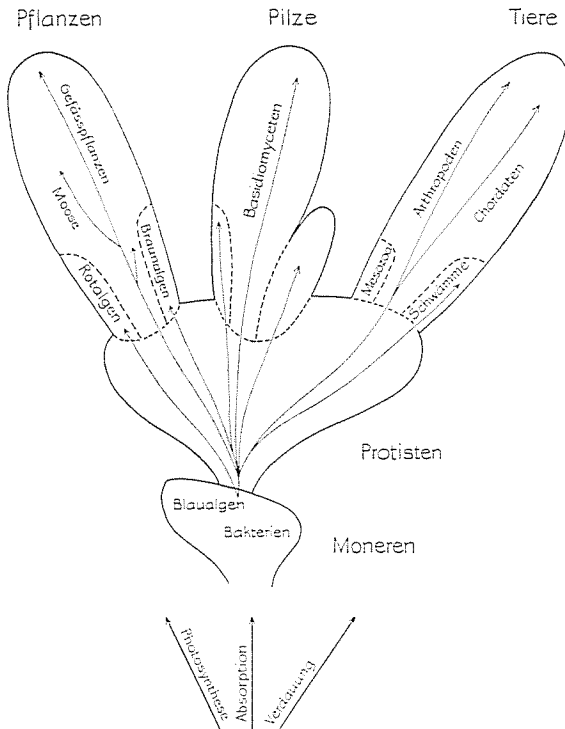 Pflanzen
Pilze
Tiere
Gefässpflanzen
Moose
Braunalgen
Rotalgen
Basidiomyceten
Arthropoden
Chordaten
Mesozoa
Schwämme
Protisten
Blaualgen
Bakterien
Moneren
Photosynthese
Absorption
Verdauung